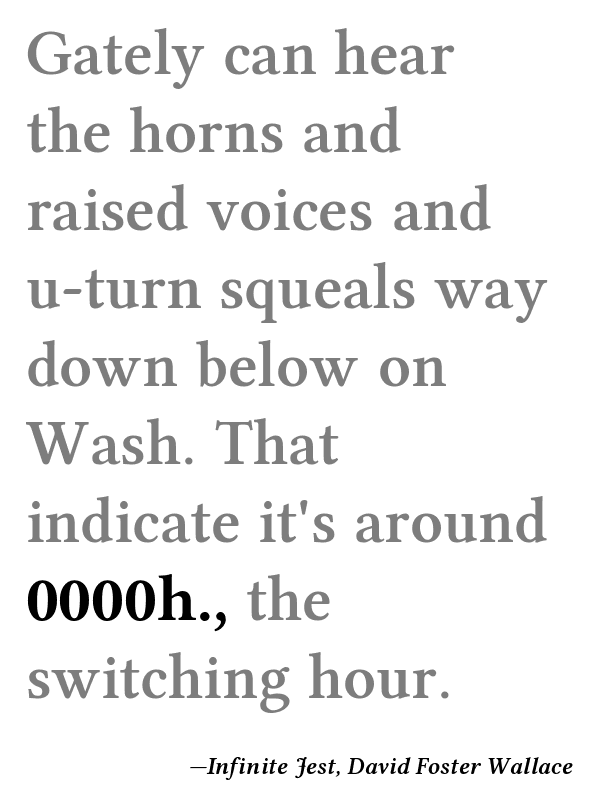 Gately can hear
the horns and
raised voices and
u-turn squeals way
down below on
Wash. That
indicate it's around
0000h., the
switching hour.
—Infinite Jest, David Foster Wallace